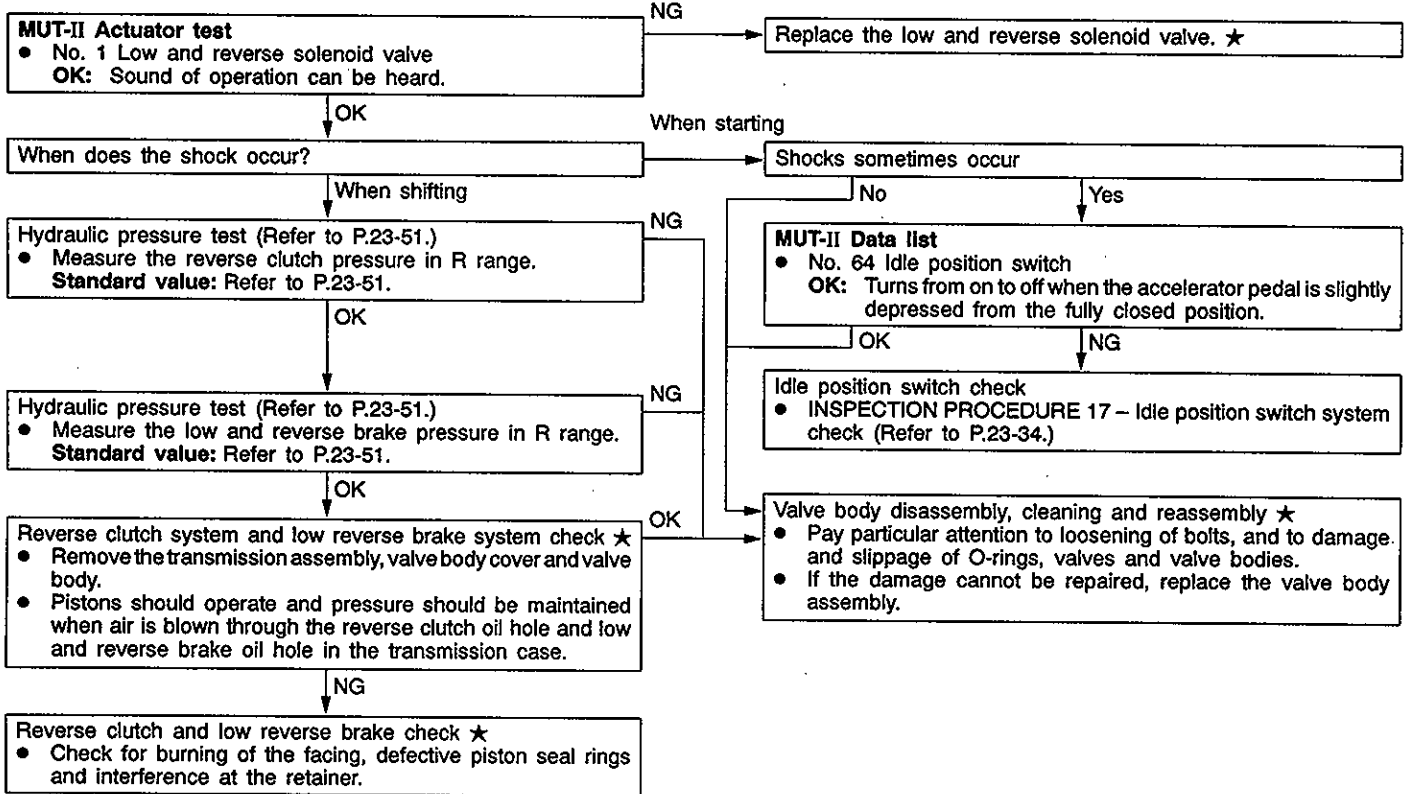 MUT-II Actuator test
● No. 1 Low and reverse solenoid valve
OK: Sound of operation can be heard.
NG
Replace the low and reverse solenoid valve. ★
OK
When does the shock occur?
When starting
Shocks sometimes occur
When shifting
No
Yes
Hydraulic pressure test (Refer to P.23-51.)
● Measure the reverse clutch pressure in R range.
Standard value: Refer to P.23-51.
NG
MUT-II Data list
● No. 64 Idle position switch
OK: Turns from on to off when the accelerator pedal is slightly
depressed from the fully closed position.
OK
OK
NG
Hydraulic pressure test (Refer to P.23-51.)
● Measure the low and reverse brake pressure in R range.
Standard value: Refer to P.23-51.
NG
Idle position switch check
● INSPECTION PROCEDURE 17 – Idle position switch system
check (Refer to P.23-34.)
OK
Reverse clutch system and low reverse brake system check ★
● Remove the transmission assembly, valve body cover and valve
body.
● Pistons should operate and pressure should be maintained
when air is blown through the reverse clutch oil hole and low
and reverse brake oil hole in the transmission case.
OK
Valve body disassembly, cleaning and reassembly ★
● Pay particular attention to loosening of bolts, and to damage
and slippage of O-rings, valves and valve bodies.
● If the damage cannot be repaired, replace the valve body
assembly.
NG
Reverse clutch and low reverse brake check ★
● Check for burning of the facing, defective piston seal rings
and interference at the retainer.